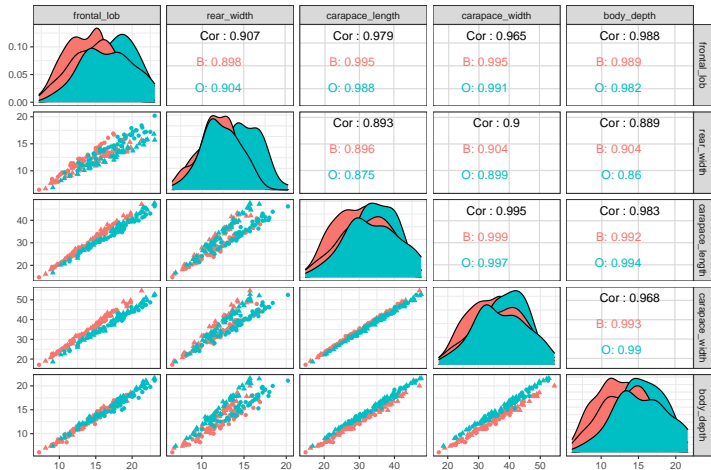 frontal_lob rear_width carapace_length carapace_width body_depth
0.10
0.05
0.00
Cor : 0.907 Cor : 0.979 Cor : 0.965 Cor : 0.988
B: 0.898 B: 0.995 B: 0.995 B: 0.989
O: 0.904 O: 0.988 O: 0.991 O: 0.982
frontal_lob
20
15
10
Cor : 0.893 Cor : 0.9 Cor : 0.889
B: 0.896 B: 0.904 B: 0.904
O: 0.875 O: 0.899 O: 0.86
rear_width
40
30
20
Cor : 0.995 Cor : 0.983
B: 0.999 B: 0.992
O: 0.997 O: 0.994
carapace_length
50
40
30
20
Cor : 0.968
B: 0.993
O: 0.99
carapace_width
20
15
10
body_depth
10 15 20 10 15 20 20 30 40 20 30 40 50 10 15 20